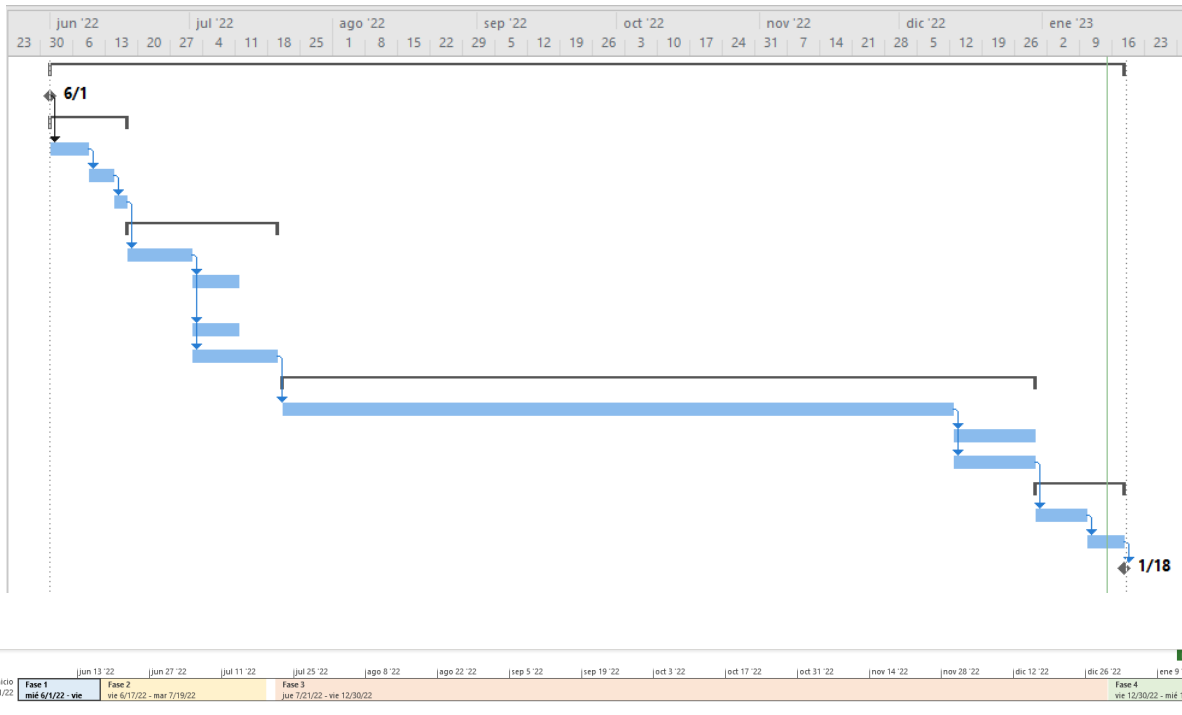 jun '22 jul '22 ago '22 sep '22 oct '22 nov '22 dic '22 ene '23
23 30 6 13 20 27 4 11 18 25 1 8 15 22 29 5 12 19 26 3 10 17 24 31 7 14 21 28 5 12 19 26 2 9 16 23
6/1
1/18
jun 13 '22 jun 27 '22 jul 11 '22 jul 25 '22 ago 8 '22 ago 22 '22 sep 5 '22 sep 19 '22 oct 3 '22 oct 17 '22 oct 31 '22 nov 14 '22 nov 28 '22 dic 12 '22 dic 26 '22 ene 9
icio Fase 1 Fase 2 Fase 3 Fase 4
1/22 mié 6/1/22 - vie vie 6/17/22 - mar 7/19/22 jue 7/21/22 - vie 12/30/22 vie 12/30/22 - mié 1